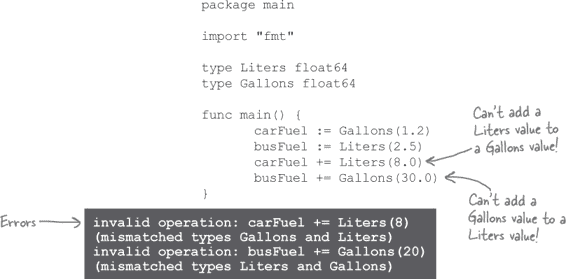 package main
import "fmt"
type Liters float64
type Gallons float64
func main() {
carFuel := Gallons(1.2)
busFuel := Liters(2.5)
carFuel += Liters(8.0)
busFuel += Gallons(30.0)
}
Can't add a
Liters value to
a Gallons value!
Can't add a
Gallons value to a
Liters value!
Errors
invalid operation: carFuel += Liters(8)
(mismatched types Gallons and Liters)
invalid operation: busFuel += Gallons(20)
(mismatched types Liters and Gallons)